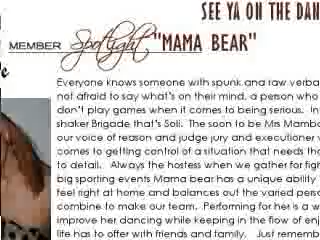 SEE YA ON THE DAN
MEMBER Spotlight "MAMA BEAR"
Everyone knows someone with spunk and raw verba
not afraid to say what's on their mind, a person who
don't play games when it comes to being serious. In
shaker Brigade that's Soli. The soon to be Mrs Mambo
our voice of reason and judge jury and executioner w
comes to getting control of a situation that needs tha
to detail. Always the hostess when we gather for figh
big sporting events Mama bear has a unique ability
feel right at home and balances out the varied perso
combine to make our team. Performing for her is a w
improve her dancing while keeping in the flow of enj
life has to offer with friends and family. Just rememb